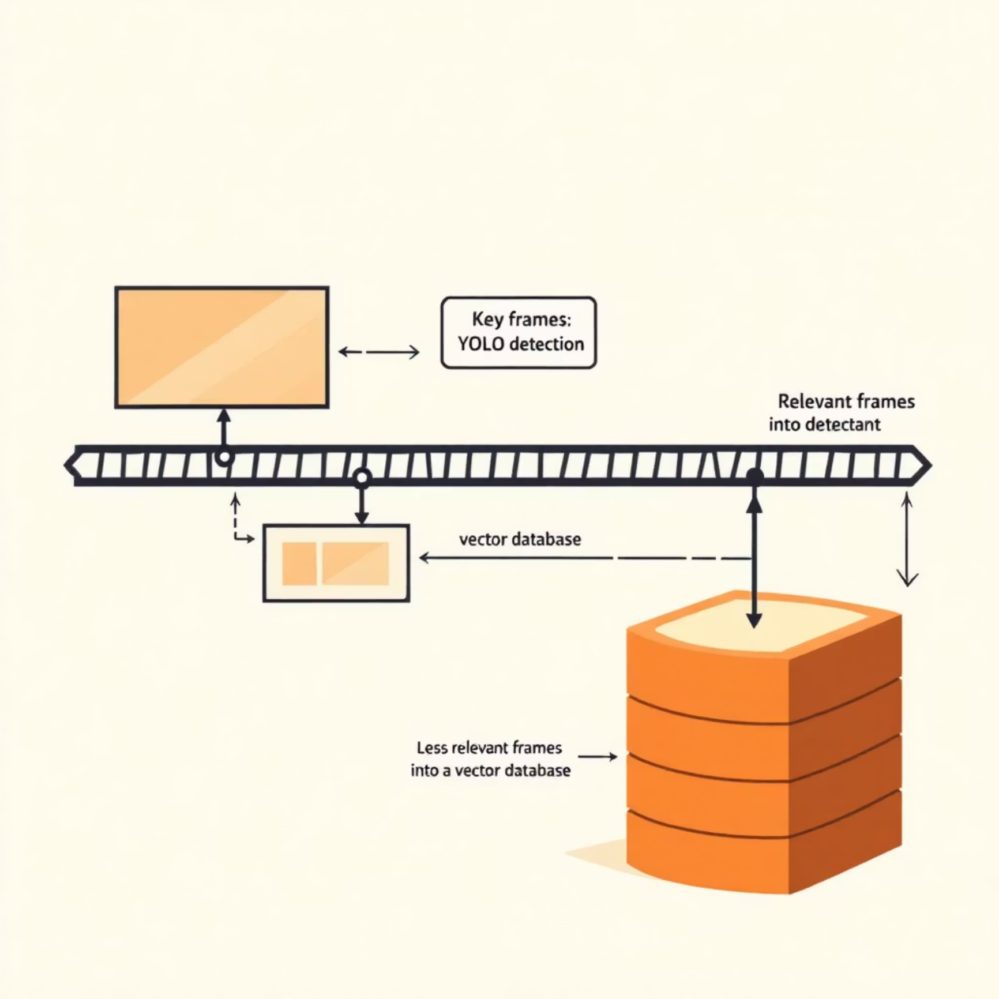 Key frames:
YOLO detection
Relevant frames
into detectant
vector database
Less relevant frames
into a vector database